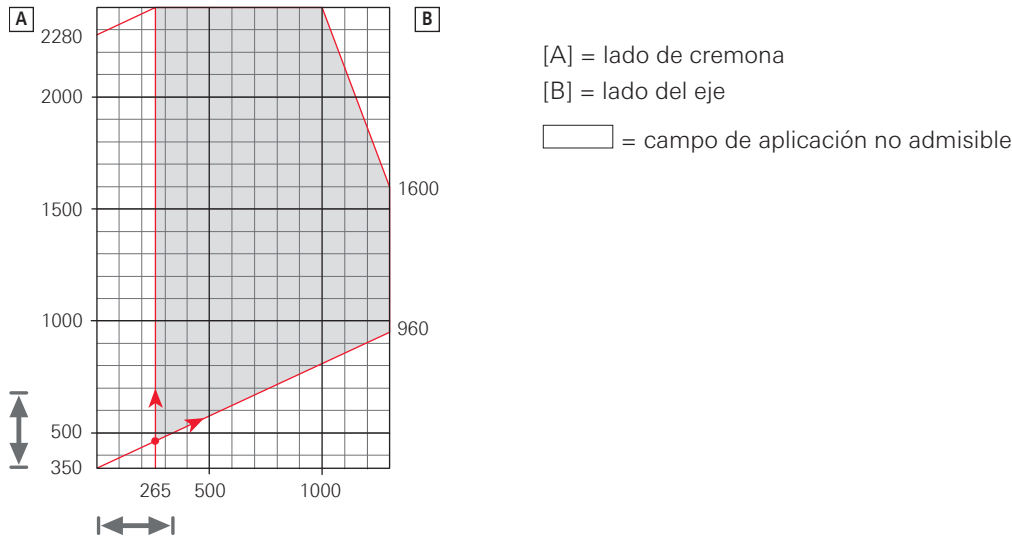 A
B
2280
2000
1500
1000
500
350
1600
960
265 500 1000
[A] = lado de cremona
[B] = lado del eje
= campo de aplicación no admisible